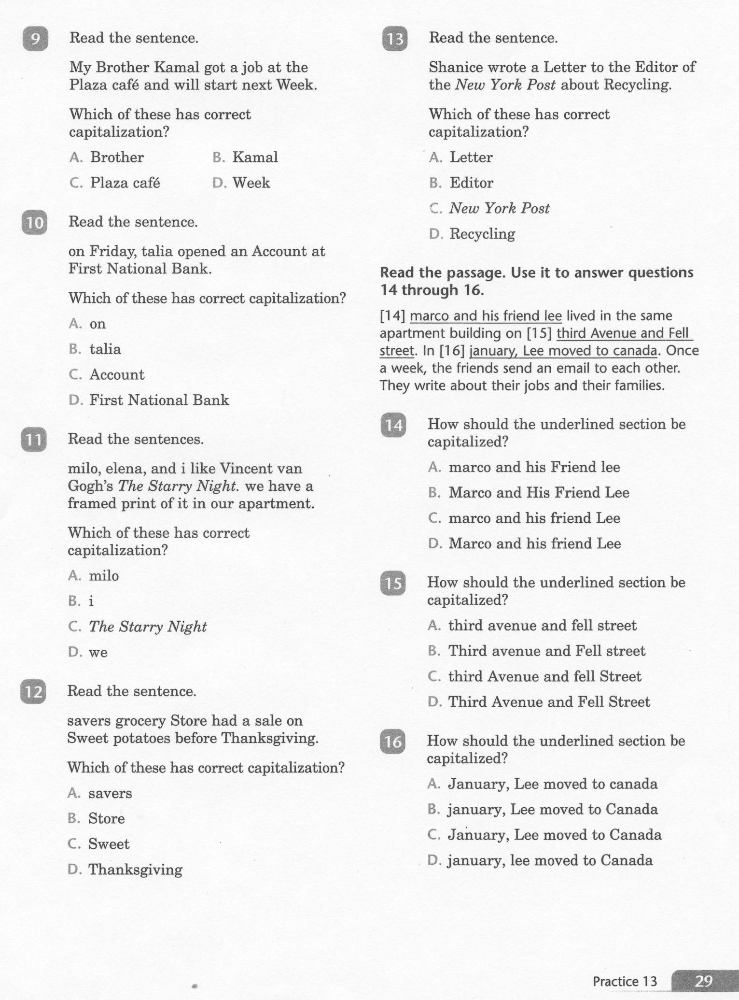 9 Read the sentence.
My Brother Kamal got a job at the
Plaza café and will start next Week.
Which of these has correct
capitalization?
A. Brother
B. Kamal
C. Plaza café
D. Week
10 Read the sentence.
on Friday, talia opened an Account at
First National Bank.
Which of these has correct capitalization?
A. on
B. talia
C. Account
D. First National Bank
11 Read the sentences.
milo, elena, and i like Vincent van
Gogh's The Starry Night. we have a
framed print of it in our apartment.
Which of these has correct
capitalization?
A. milo
B. i
C. The Starry Night
D. we
12 Read the sentence.
savers grocery Store had a sale on
Sweet potatoes before Thanksgiving.
Which of these has correct capitalization?
A. savers
B. Store
C. Sweet
D. Thanksgiving
13 Read the sentence.
Shanice wrote a Letter to the Editor of
the New York Post about Recycling.
Which of these has correct
capitalization?
A. Letter
B. Editor
C. New York Post
D. Recycling
Read the passage. Use it to answer questions
14 through 16.
[14] marco and his friend lee lived in the same
apartment building on [15] third Avenue and Fell
street. In [16] january, Lee moved to canada. Once
a week, the friends send an email to each other.
They write about their jobs and their families.
14 How should the underlined section be
capitalized?
A. marco and his Friend lee
B. Marco and His Friend Lee
C. marco and his friend Lee
D. Marco and his friend Lee
15 How should the underlined section be
capitalized?
A. third avenue and fell street
B. Third avenue and Fell street
C. third Avenue and fell Street
D. Third Avenue and Fell Street
16 How should the underlined section be
capitalized?
A. January, Lee moved to canada
B. january, Lee moved to Canada
C. January, Lee moved to Canada
D. january, lee moved to Canada
Practice 13 29